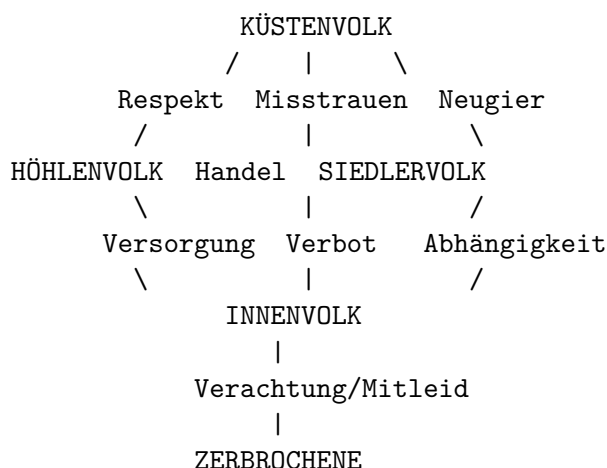 KÜSTENVOLK
/ | \
Respekt Misstrauen Neugier
/ | \
HÖHLENVOLK Handel SIEDLERVOLK
\ | /
Versorgung Verbot Abhängigkeit
\ | /
INNENVOLK
|
Verachtung/Mitleid
|
ZERBROCHENE